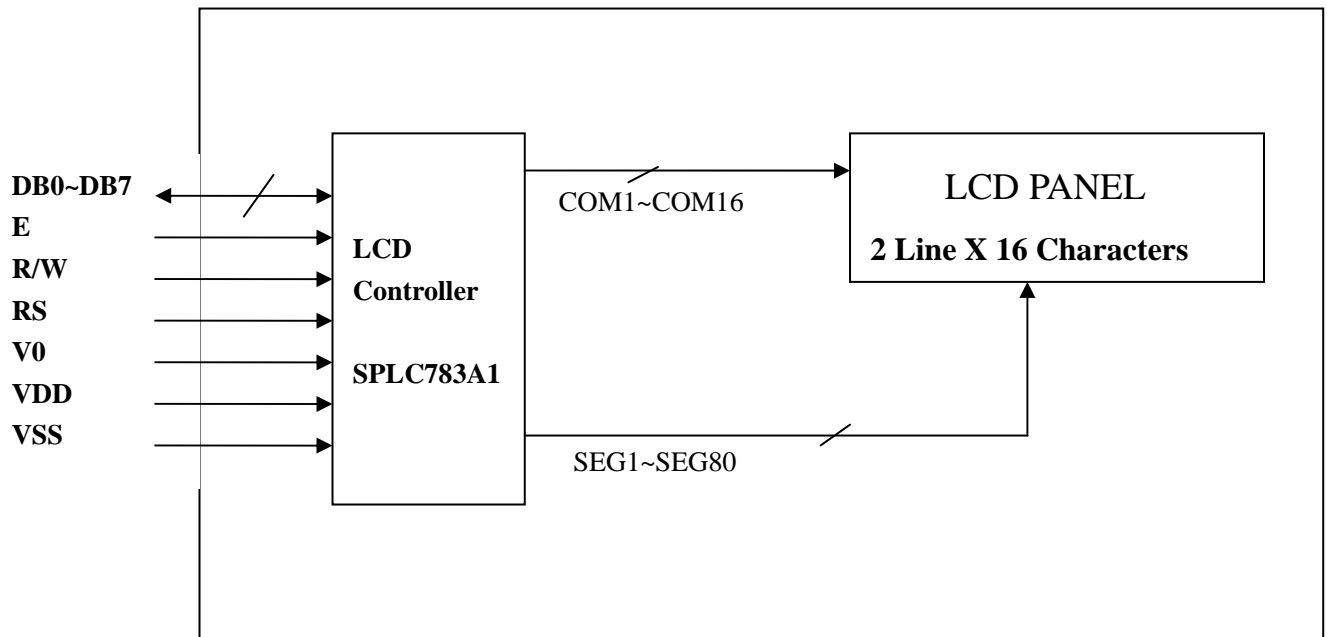 DB0~DB7
E
R/W
RS
V0
VDD
VSS
LCD
Controller
SPLC783A1
COM1~COM16
SEG1~SEG80
LCD PANEL
2 Line X 16 Characters